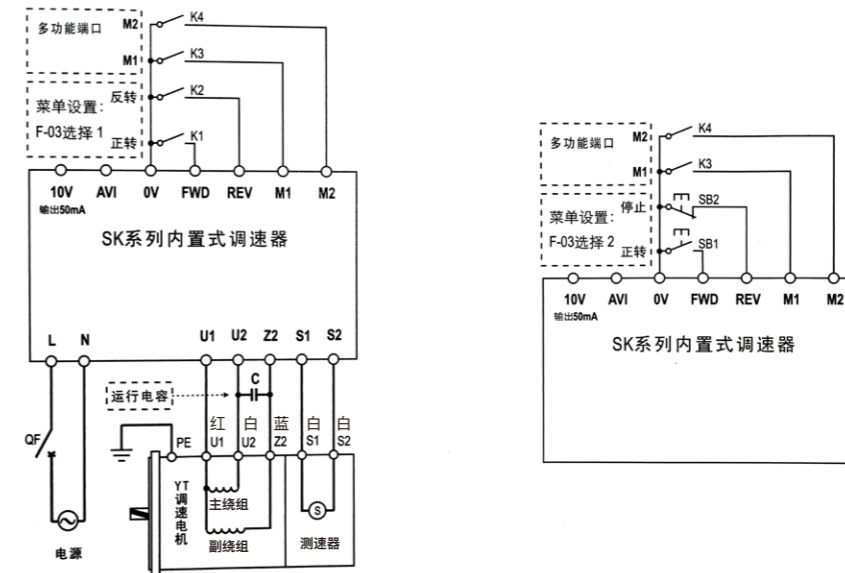 多功能端口 M2 K4
M1 K3
菜单设置: 反转 K2
F-03选择 1 正转 K1
10V AVI 0V FWD REV M1 M2
输出50mA
SK系列内置式调速器
L N U1 U2 Z2 S1 S2
运行电容 C
红 白 蓝 白 白
QF PE U1 U2 Z2 S1 S2
YT调速电机
主绕组
S
副绕组 测速器
电源
多功能端口 M2 K4
M1 K3
菜单设置: 停止 SB2
F-03选择 2 正转 SB1
10V AVI 0V FWD REV M1 M2
输出50mA
SK系列内置式调速器